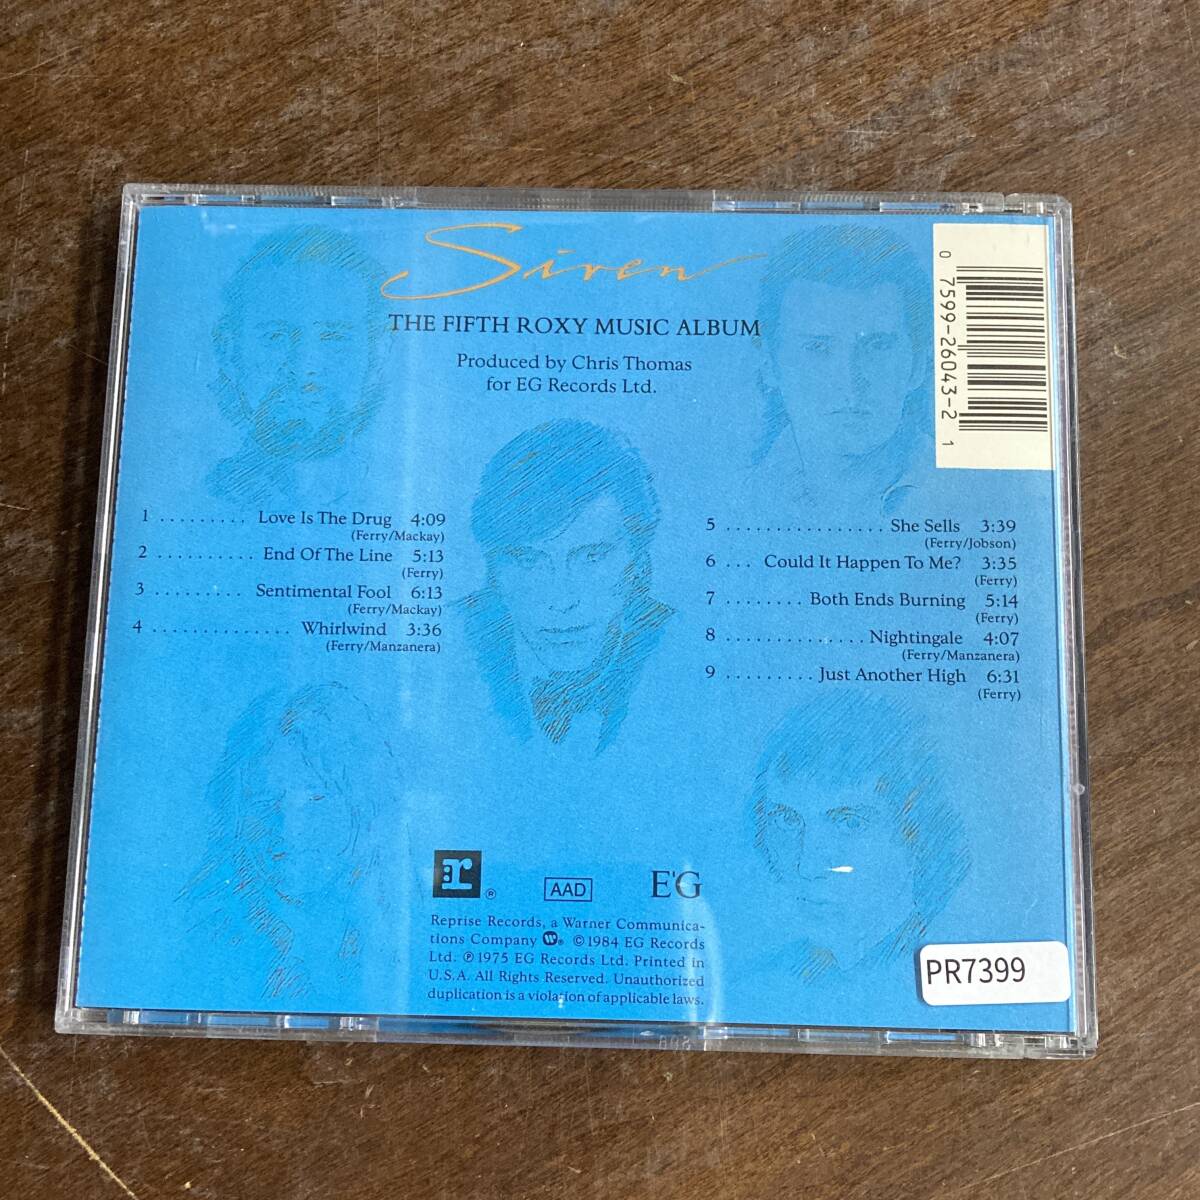 Siren
THE FIFTH ROXY MUSIC ALBUM
Produced by Chris Thomas
for EG Records Ltd.
0 7599-26043-2 1
1 ......... Love Is The Drug 4:09
(Ferry/Mackay)
2 .......... End Of The Line 5:13
(Ferry)
3 .......... Sentimental Fool 6:13
(Ferry/Mackay)
4 .............. Whirlwind 3:36
(Ferry/Manzanera)
5 ................ She Sells 3:39
(Ferry/Jobson)
6 ... Could It Happen To Me? 3:35
(Ferry)
7 ........ Both Ends Burning 5:14
(Ferry)
8 .............. Nightingale 4:07
(Ferry/Manzanera)
9 ......... Just Another High 6:31
(Ferry)
r ®
AAD
E'G
Reprise Records, a Warner Communica-
tions Company ® ©1984 EG Records
Ltd. ℗1975 EG Records Ltd. Printed in
U.S.A. All Rights Reserved. Unauthorized
duplication is a violation of applicable laws.
PR7399